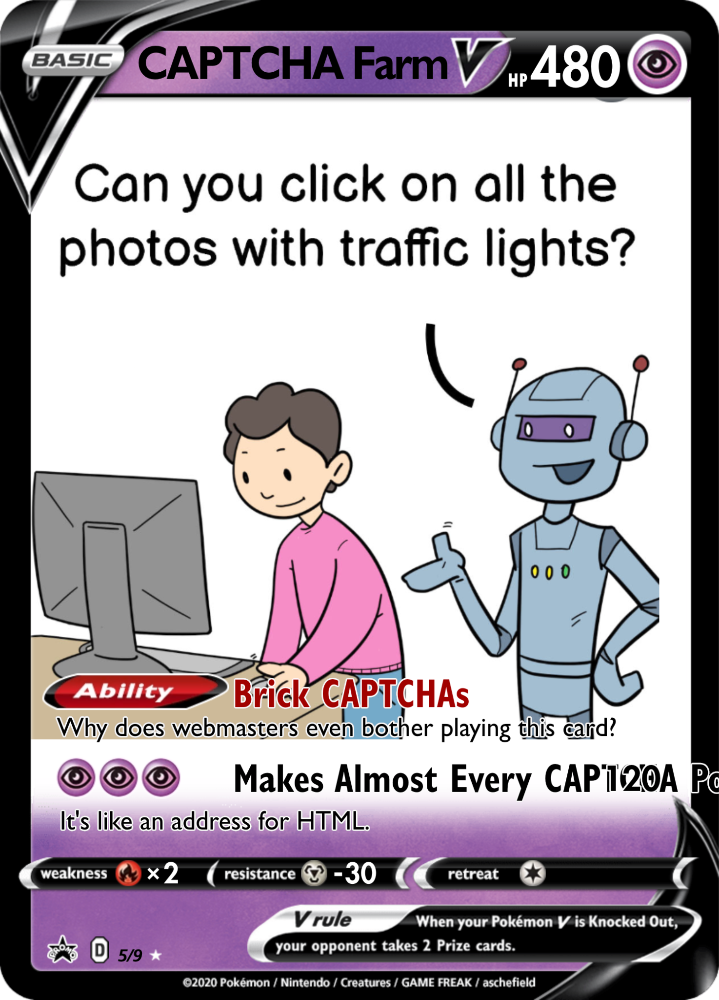 BASIC CAPTCHA Farm V HP 480
Can you click on all the
photos with traffic lights?
Ability Brick CAPTCHAs
Why does webmasters even bother playing this card?
Makes Almost Every 120
It's like an address for HTML.
weakness ×2 resistance -30 retreat
V rule When your Pokémon V is Knocked Out,
your opponent takes 2 Prize cards.
PROMO D 5/9
©2020 Pokémon / Nintendo / Creatures / GAME FREAK / aschefield